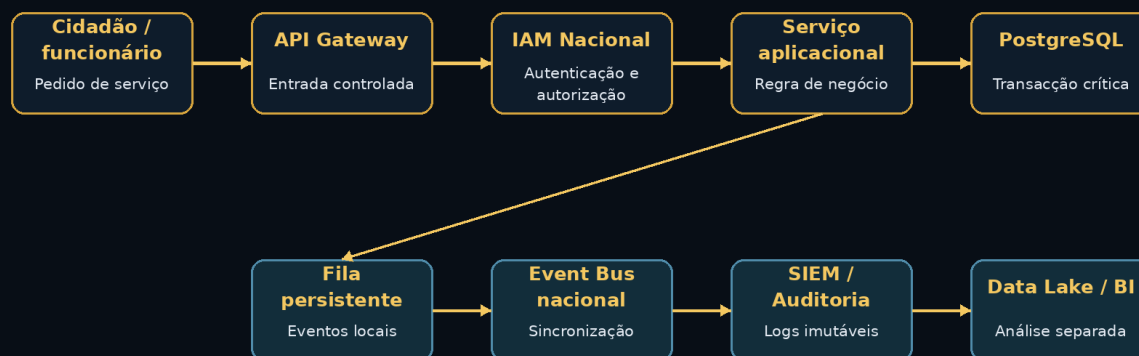 Cidadão /
funcionário
Pedido de serviço
API Gateway
Entrada controlada
IAM Nacional
Autenticação e
autorização
Serviço
aplicacional
Regra de negócio
PostgreSQL
Transacção crítica
Fila
persistente
Eventos locais
Event Bus
nacional
Sincronização
SIEM /
Auditoria
Logs imutáveis
Data Lake / BI
Análise separada